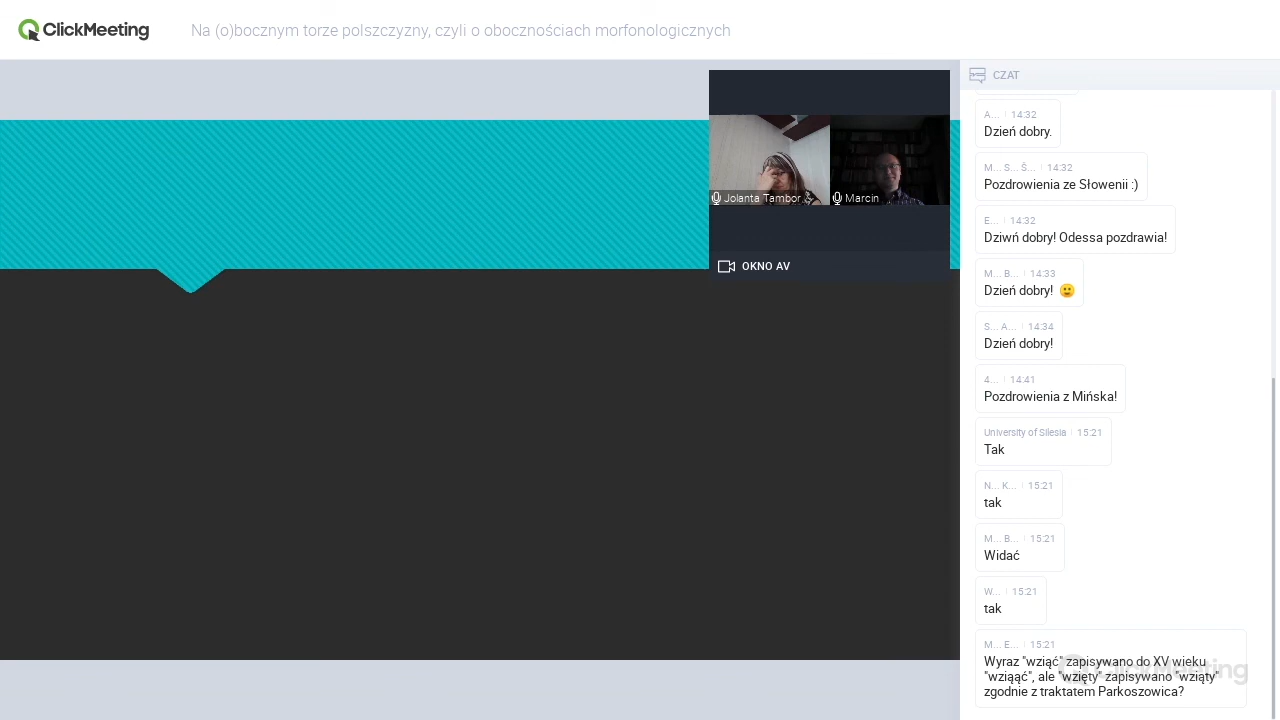 ClickMeeting
Na (o)bocznym torze polszczyzny, czyli o obocznościach morfonologicznych
Jolanta Tambor
Marcin
OKNO AV
CZAT
A... 14:32
Dzień dobry.
M... S... Ś... 14:32
Pozdrowienia ze Słowenii :)
E... 14:32
Dziwń dobry! Odessa pozdrawia!
M... B... 14:33
Dzień dobry! 🙂
S... A... 14:34
Dzień dobry!
4... 14:41
Pozdrowienia z Mińska!
University of Silesia 15:21
Tak
N... K... 15:21
tak
M... B... 15:21
Widać
W... 15:21
tak
M... E... 15:21
Wyraz "wziąć" zapisywano do XV wieku
"wziąąć", ale "wzięty" zapisywano "wziąty"
zgodnie z traktatem Parkoszowica?
ClickMeeting